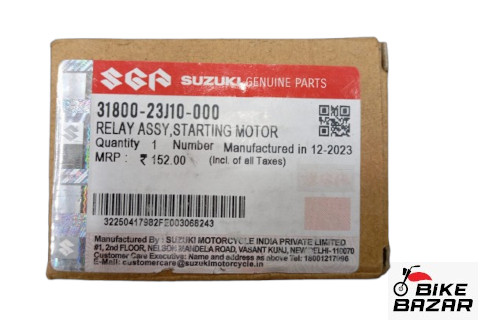 SGP SUZUKI GENUINE PARTS
31800-23J10-000
RELAY ASSY,STARTING MOTOR
Quantity 1 Number Manufactured in 12-2023
MRP : ₹ 152.00 (Incl. of all Taxes)
32250417982FE003068243
Manufactured By : SUZUKI MOTORCYCLE INDIA PRIVATE LIMITED
#1, 2nd FLOOR, NELSON MANDELA ROAD, VASANT KUNJ, NEW DELHI-110070
Customer Care Executive: Name and address as above Tel: 18001217996
E-Mail: customercare@suzukimotorcycle.in
BIKE
BAZAR